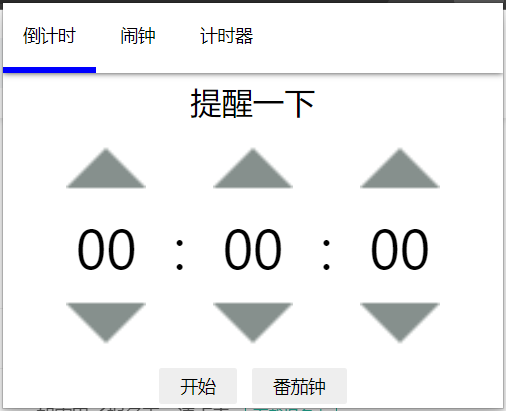 倒计时 闹钟 计时器
提醒一下
00 : 00 : 00
开始 番茄钟